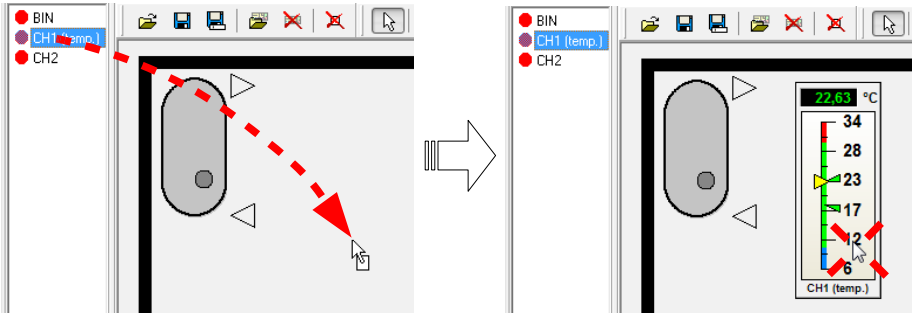 BIN
CH1 (temp.)
CH2
BIN
CH1 (temp.)
CH2
22,63 °C
34
28
23
17
12
6
CH1 (temp.)